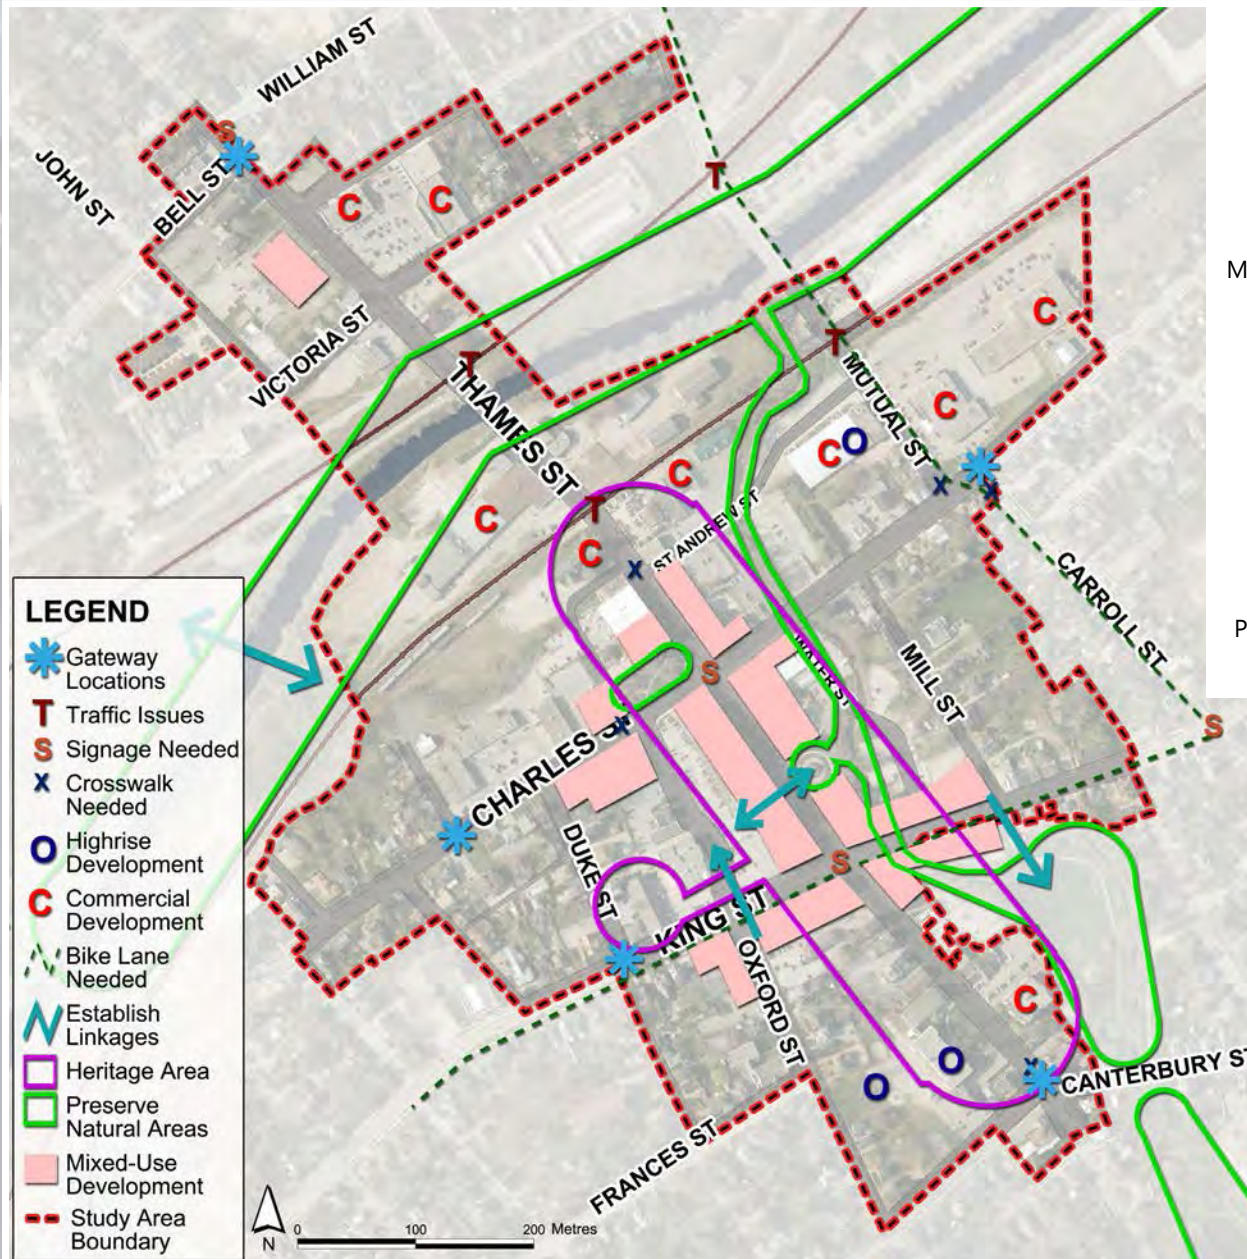 WILLIAM ST
S
JOHN ST
BELL ST
T
C
C
M
C
VICTORIA ST
T
T
THAMES ST
MUTUAL ST
C
C
O
C
C
T
C
X
ST ANDREW ST
X
X
CARROLL ST
P
S
WATER ST
MILL ST
X
S
CHARLES ST
DUKE ST
S
KING ST
OXFORD ST
C
O
O
X
CANTERBURY ST
FRANCES ST
LEGEND
Gateway
Locations
T Traffic Issues
S Signage Needed
X Crosswalk
Needed
O Highrise
Development
C Commercial
Development
Bike Lane
Needed
Establish
Linkages
Heritage Area
Preserve
Natural Areas
Mixed-Use
Development
Study Area
Boundary
N
0 100 200 Metres